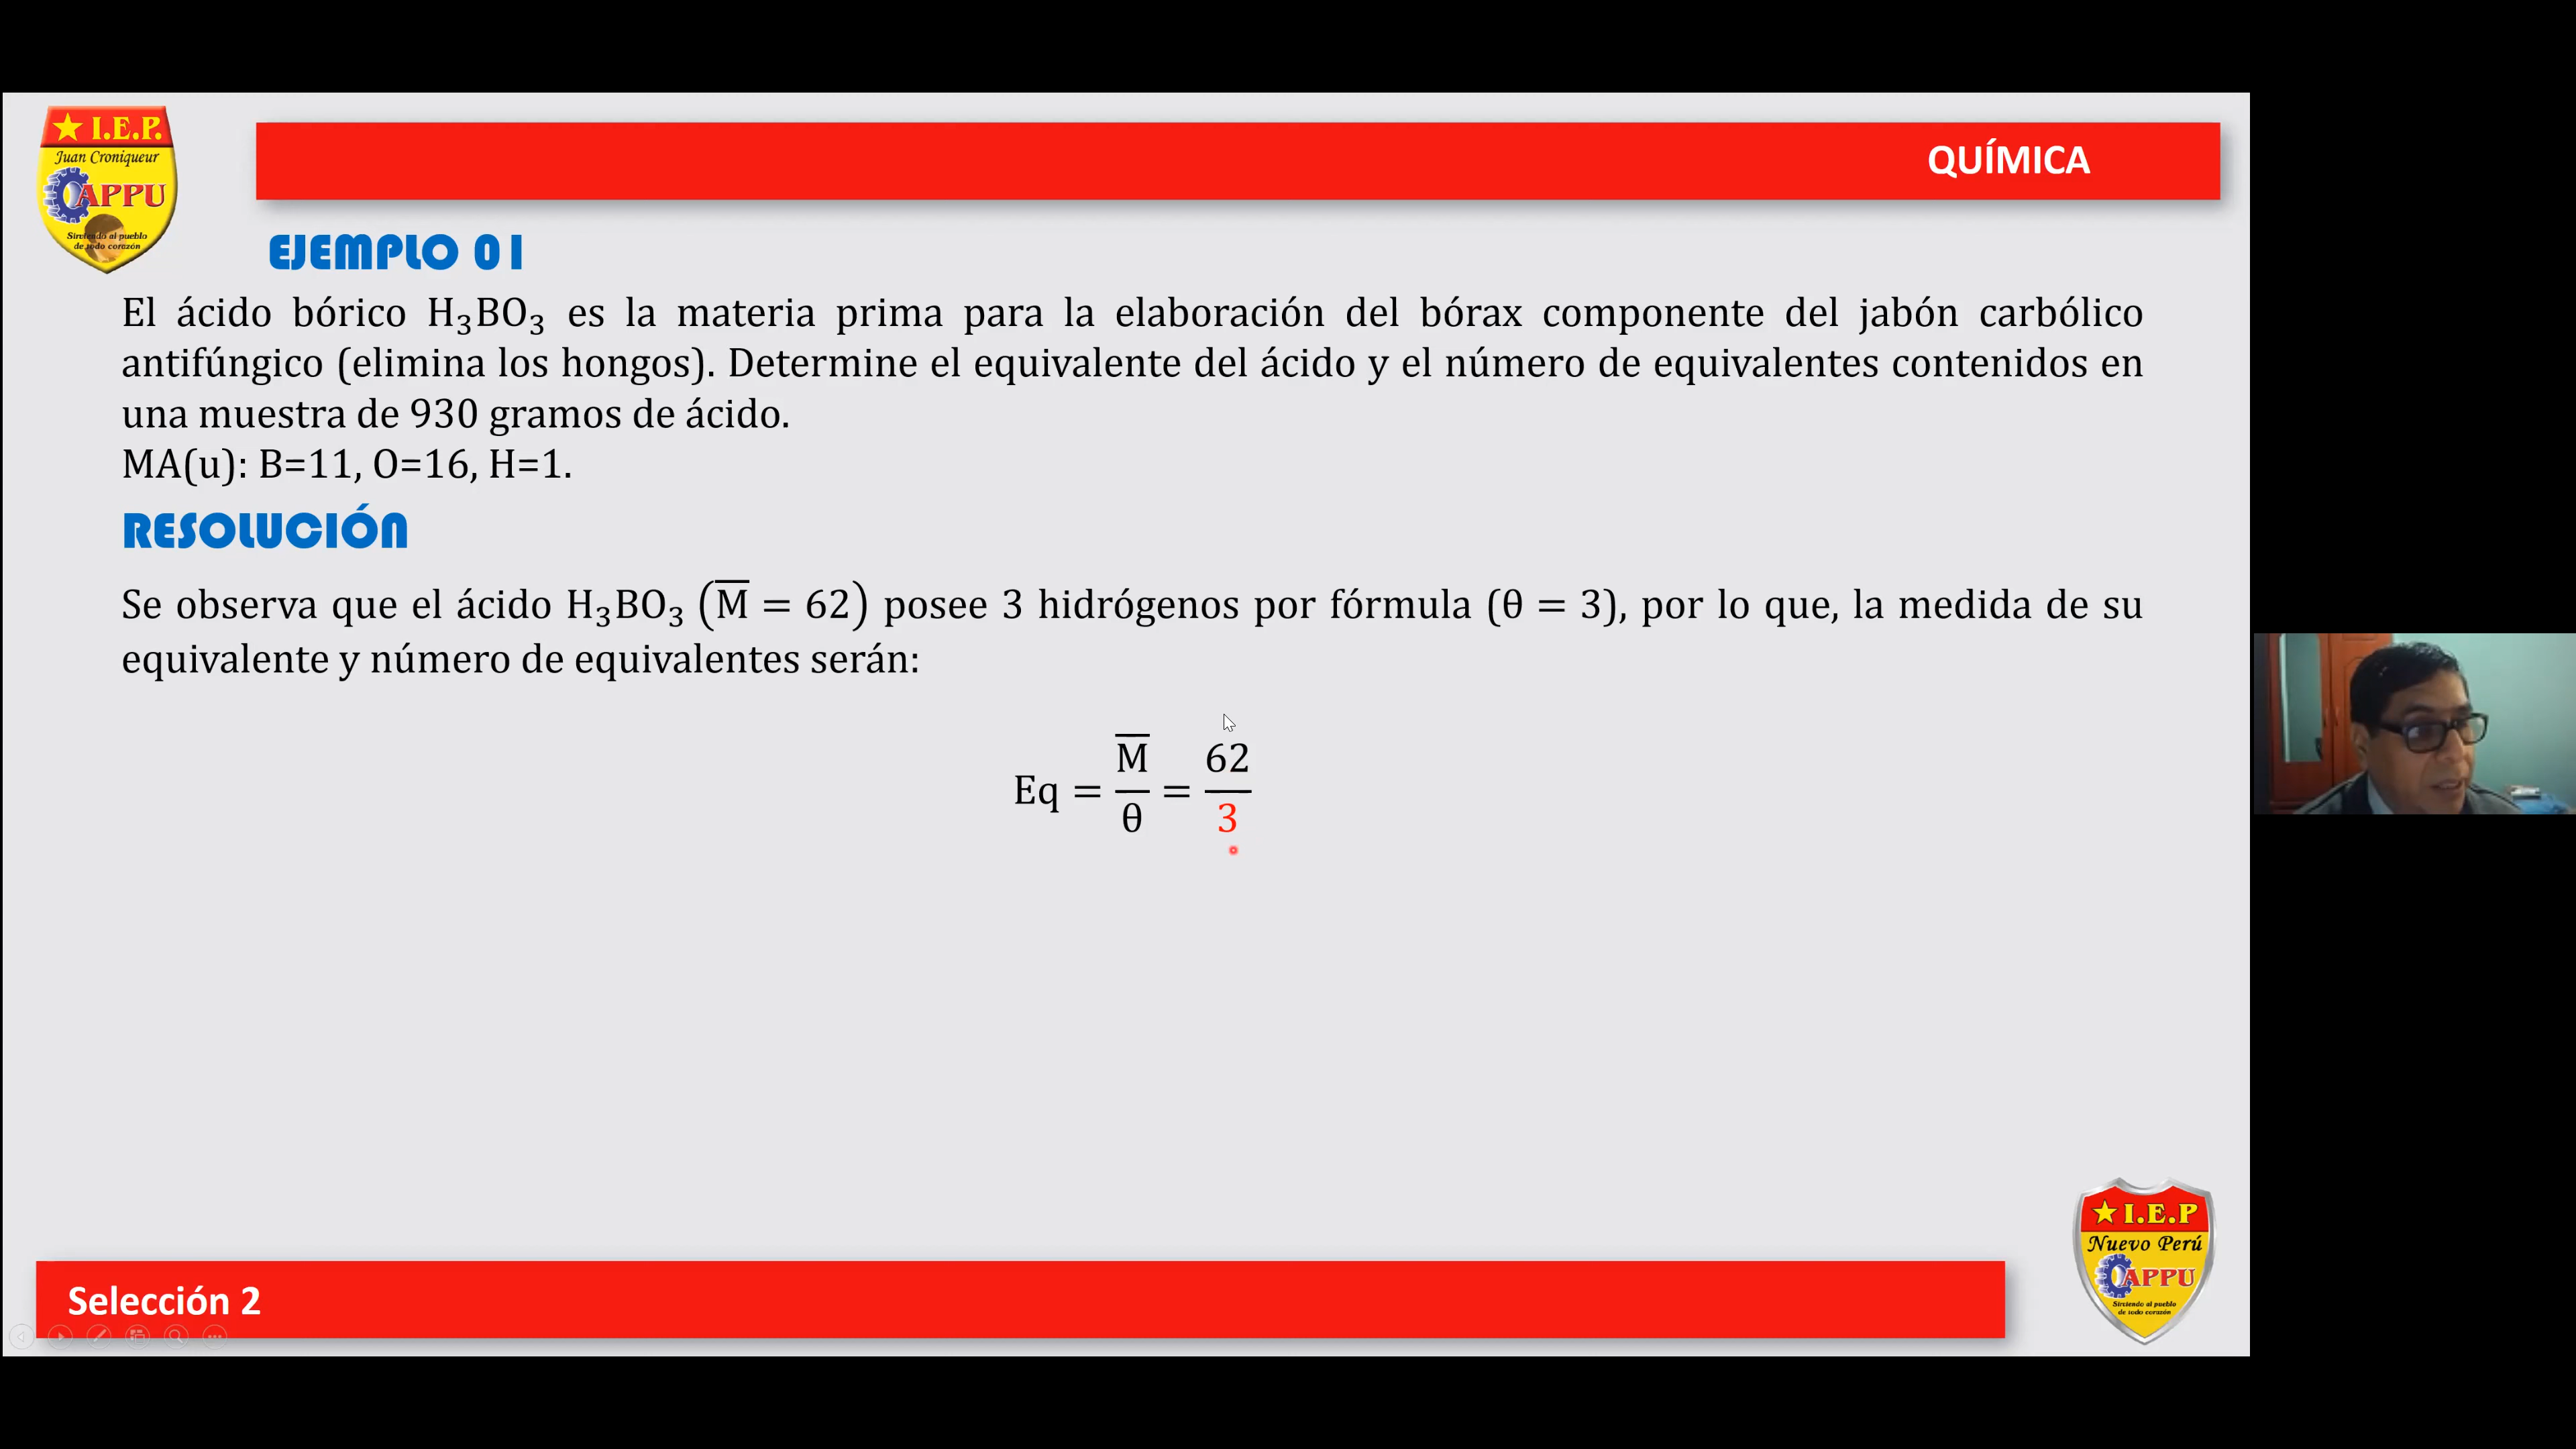 ★ I.E.P.
Juan Croniqueur
CAPPU
Sirviendo al pueblo
de todo corazón
QUÍMICA
EJEMPLO 01
El ácido bórico H₃BO₃ es la materia prima para la elaboración del bórax componente del jabón carbólico
antifúngico (elimina los hongos). Determine el equivalente del ácido y el número de equivalentes contenidos en
una muestra de 930 gramos de ácido.
MA(u): B=11, O=16, H=1.
RESOLUCIÓN
Se observa que el ácido H₃BO₃ (M̅ = 62) posee 3 hidrógenos por fórmula (θ = 3), por lo que, la medida de su
equivalente y número de equivalentes serán:
Eq = M̅/θ = 62/3
★ I.E.P
Nuevo Perú
CAPPU
Sirviendo al pueblo
de todo corazón
Selección 2